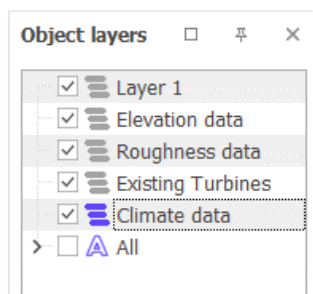 Object layers
Layer 1
Elevation data
Roughness data
Existing Turbines
Climate data
A All